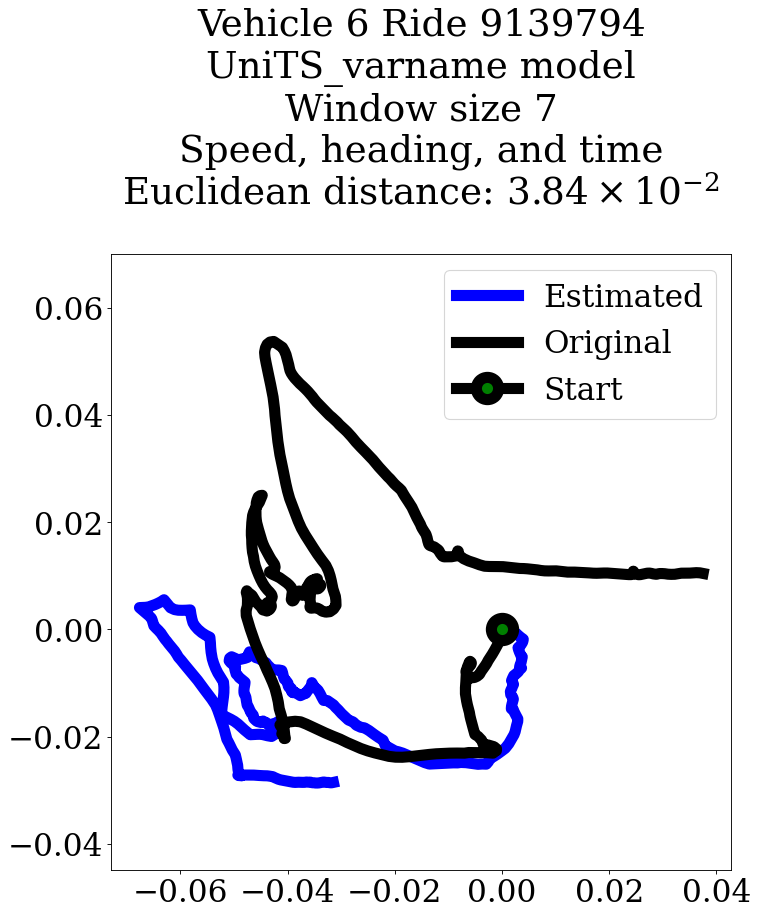 Vehicle 6 Ride 9139794
UniTS_varname model
Window size 7
Speed, heading, and time
Euclidean distance: 3.84 × 10⁻²
Estimated
Original
Start
0.06
0.04
0.02
0.00
−0.02
−0.04
−0.06 −0.04 −0.02 0.00 0.02 0.04